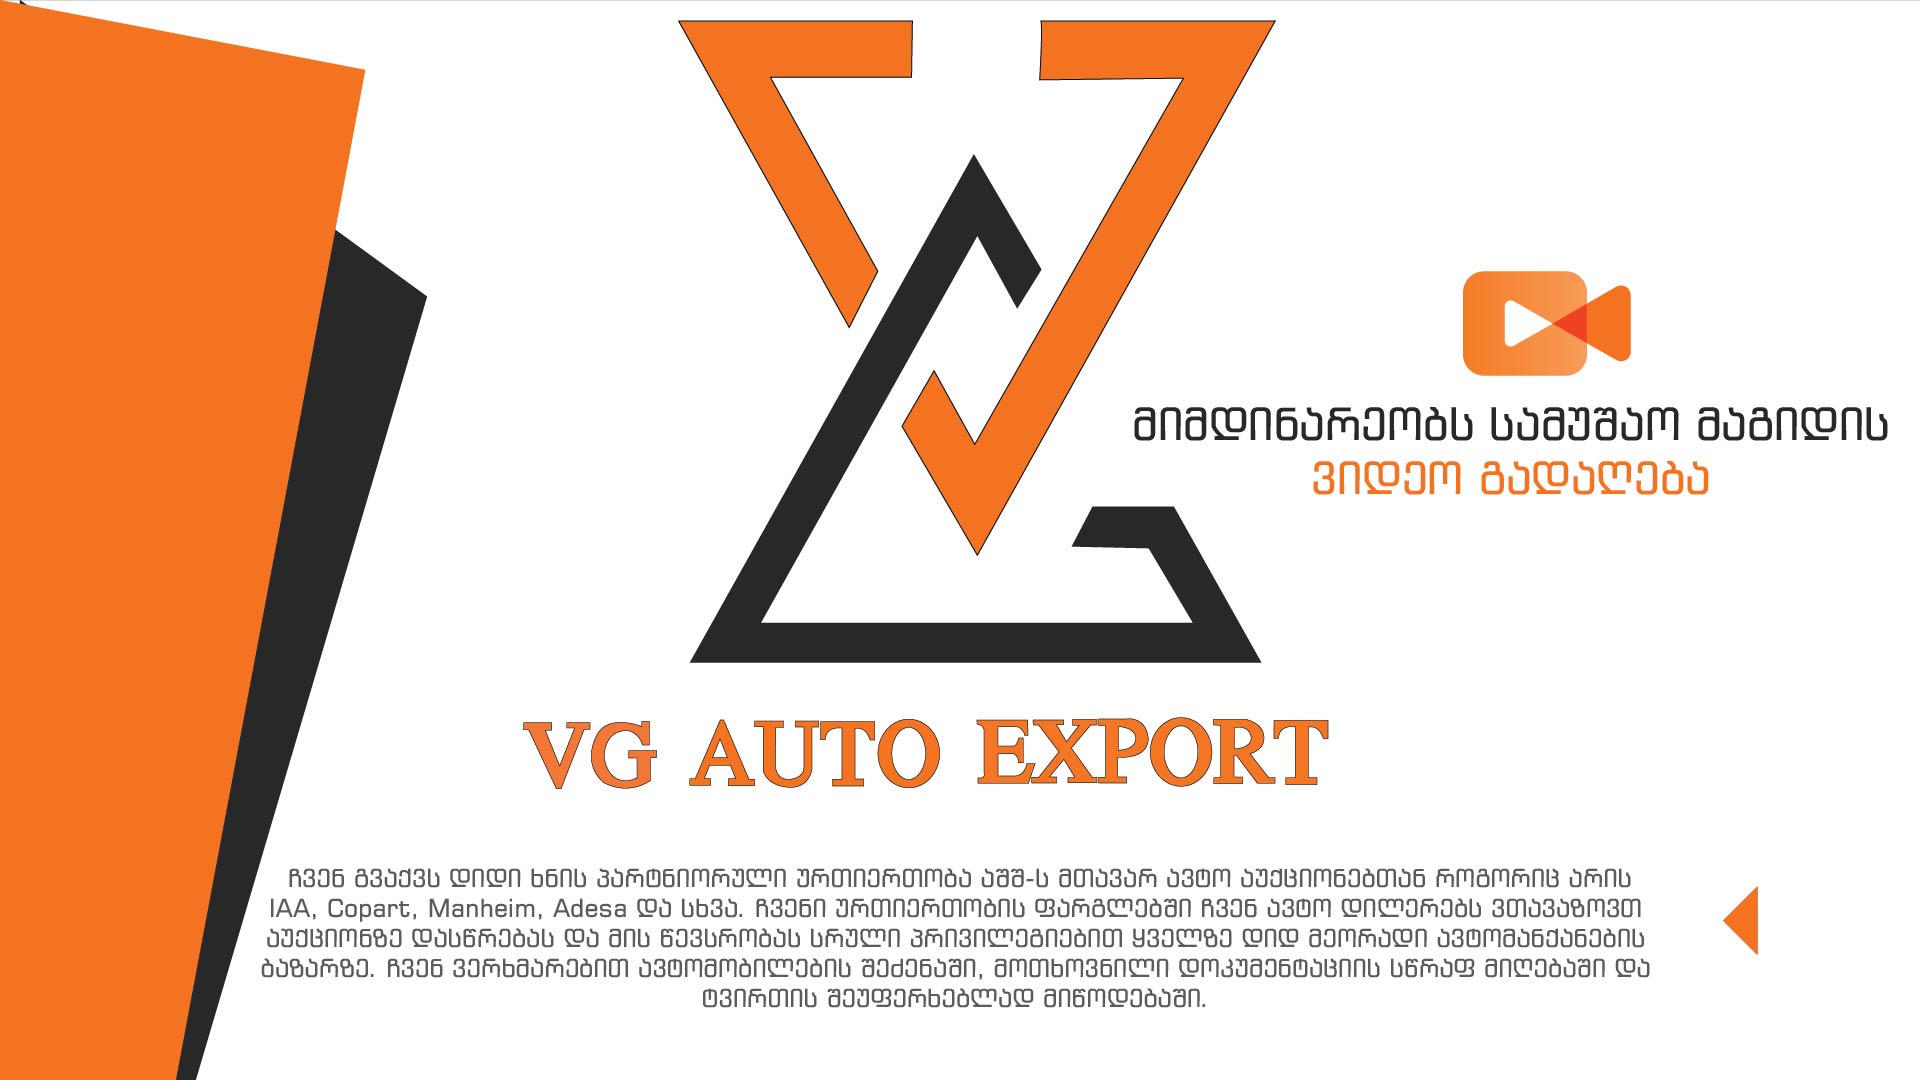 მიმდინარეობს სამუშაო მაგიდის
ვიდეო გადაღება
VG AUTO EXPORT
ჩვენ გვაქვს დიდი ხნის პარტნიორული ურთიერთობა აშშ-ს მთავარ ავტო აუქციონებთან როგორიც არის
IAA, Copart, Manheim, Adesa და სხვა. ჩვენი ურთიერთობის ფარგლებში ჩვენ ავტო დილერებს ვთავაზოვთ
აუქციონზე დასწრებას და მის წევსრობას სრული პრივილეგიებით ყველზე დიდ მეორადი ავტომანქანების
ბაზარზე. ჩვენ ვერხმარებით ავტომობილების შეძენაში, მოთხოვნილი დოკუმენტაციის სწრაფ მიღებაში და
ტვირთის შეუფერხებლად მიწოდებაში.